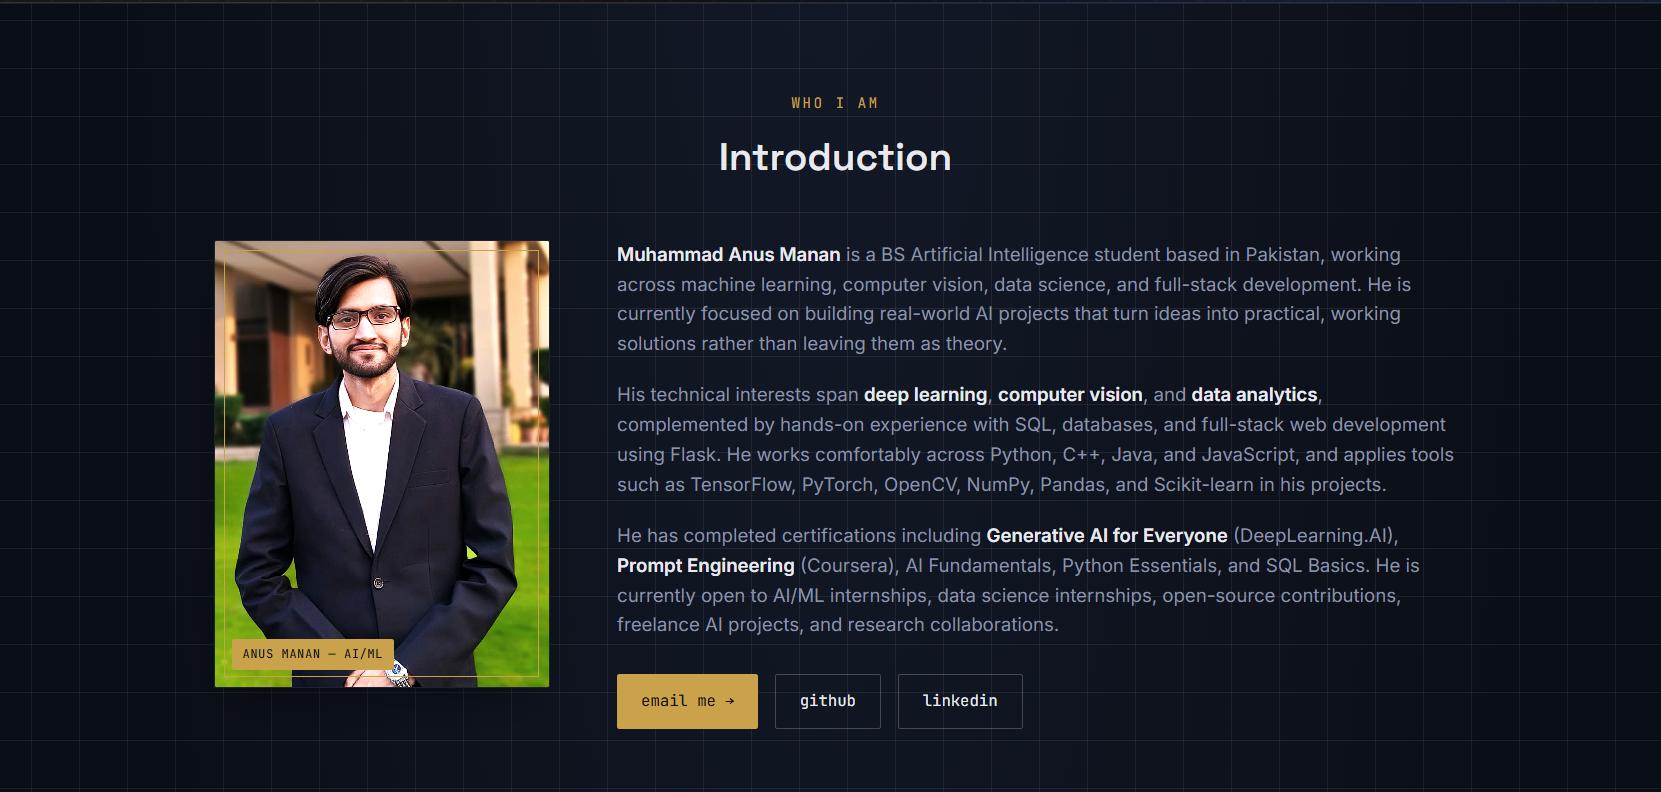 WHO I AM
Introduction
Muhammad Anus Manan is a BS Artificial Intelligence student based in Pakistan, working
across machine learning, computer vision, data science, and full-stack development. He is
currently focused on building real-world AI projects that turn ideas into practical, working
solutions rather than leaving them as theory.
His technical interests span deep learning, computer vision, and data analytics,
complemented by hands-on experience with SQL, databases, and full-stack web development
using Flask. He works comfortably across Python, C++, Java, and JavaScript, and applies tools
such as TensorFlow, PyTorch, OpenCV, NumPy, Pandas, and Scikit-learn in his projects.
He has completed certifications including Generative AI for Everyone (DeepLearning.AI),
Prompt Engineering (Coursera), AI Fundamentals, Python Essentials, and SQL Basics. He is
currently open to AI/ML internships, data science internships, open-source contributions,
freelance AI projects, and research collaborations.
ANUS MANAN — AI/ML
email me →
github
linkedin